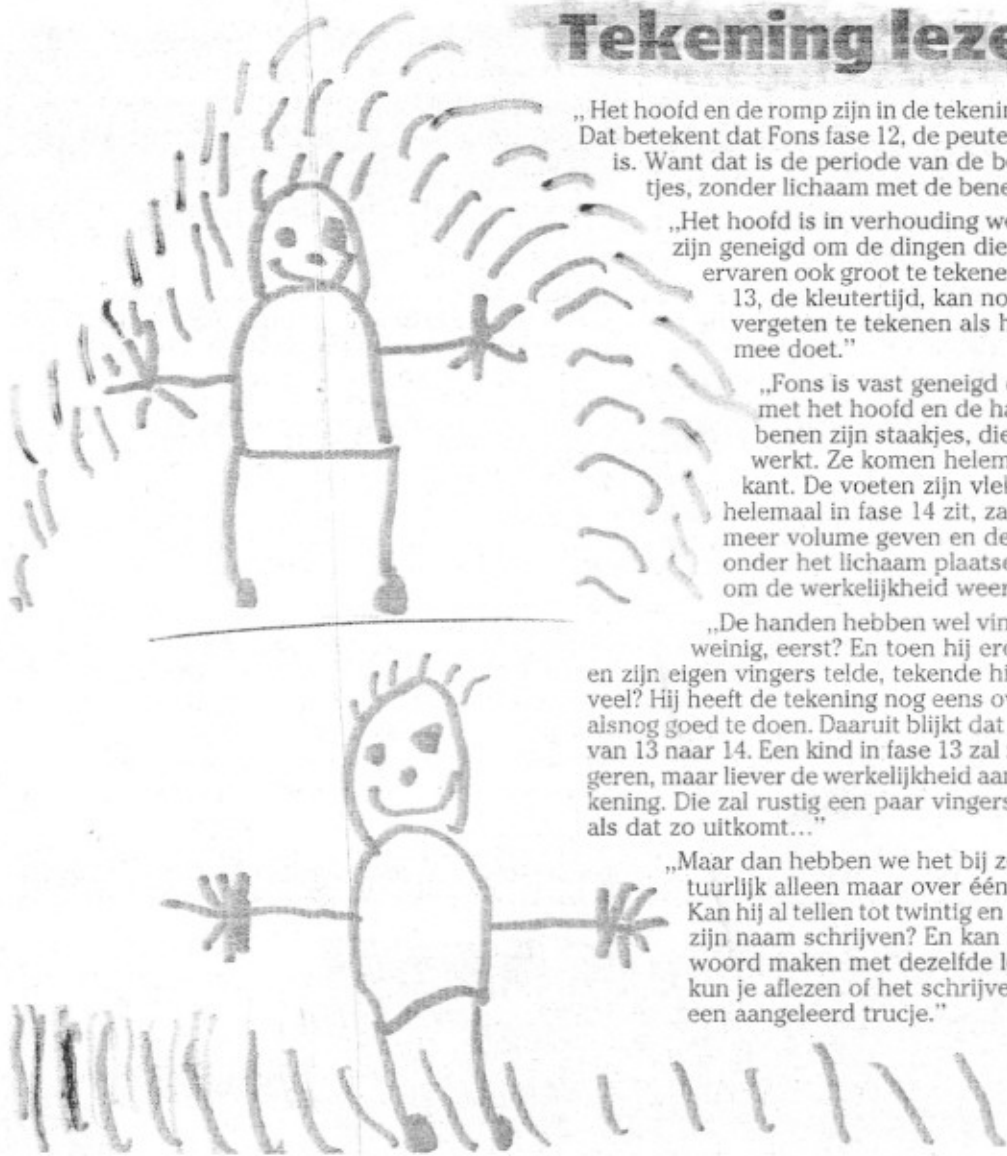 Tekening leze
„Het hoofd en de romp zijn in de tekenin
Dat betekent dat Fons fase 12, de peute
is. Want dat is de periode van de b
tjes, zonder lichaam met de bene
„Het hoofd is in verhouding we
zijn geneigd om de dingen die
ervaren ook groot te tekene
13, de kleutertijd, kan no
vergeten te tekenen als h
mee doet.”
„Fons is vast geneigd
met het hoofd en de ha
benen zijn staakjes, die
werkt. Ze komen helem
kant. De voeten zijn vle
helemaal in fase 14 zit, za
meer volume geven en de
onder het lichaam plaatse
om de werkelijkheid weer
„De handen hebben wel vin
weinig, eerst? En toen hij er
en zijn eigen vingers telde, tekende hi
veel? Hij heeft de tekening nog eens o
alsnog goed te doen. Daaruit blijkt dat
van 13 naar 14. Een kind in fase 13 zal
geren, maar liever de werkelijkheid aan
kening. Die zal rustig een paar vingers
als dat zo uitkomt...”
„Maar dan hebben we het bij z
tuurlijk alleen maar over één
Kan hij al tellen tot twintig en
zijn naam schrijven? En kan
woord maken met dezelfde l
kun je aflezen of het schrijve
een aangeleerd trucje.”